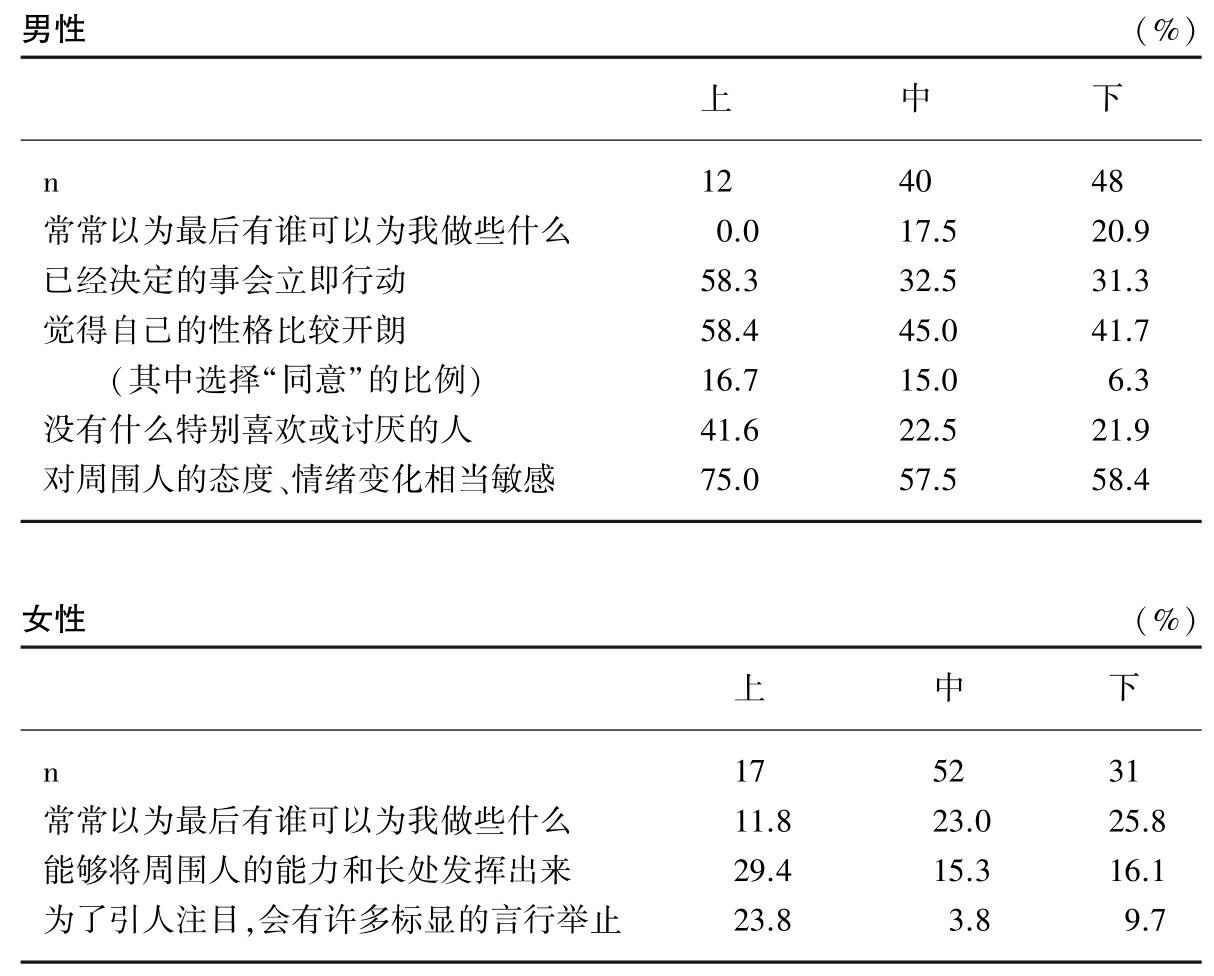 男性 (%)
上 中 下
n 12 40 48
常常以为最后有谁可以为我做些什么 0.0 17.5 20.9
已经决定的事会立即行动 58.3 32.5 31.3
觉得自己的性格比较开朗 58.4 45.0 41.7
(其中选择“同意”的比例) 16.7 15.0 6.3
没有什么特别喜欢或讨厌的人 41.6 22.5 21.9
对周围人的态度、情绪变化相当敏感 75.0 57.5 58.4
女性 (%)
上 中 下
n 17 52 31
常常以为最后有谁可以为我做些什么 11.8 23.0 25.8
能够将周围人的能力和长处发挥出来 29.4 15.3 16.1
为了引人注目,会有许多标显的言行举止 23.8 3.8 9.7